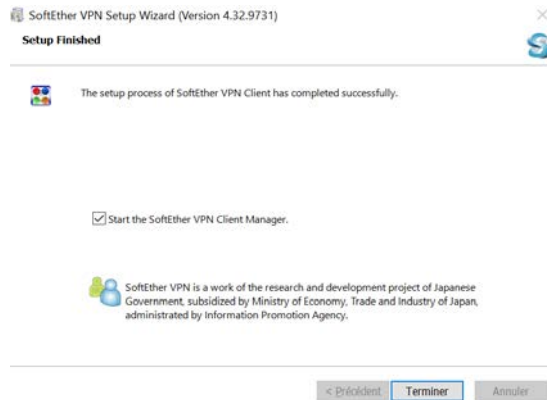 SoftEther VPN Setup Wizard (Version 4.32.9731)
Setup Finished
The setup process of SoftEther VPN Client has completed successfully.
Start the SoftEther VPN Client Manager.
SoftEther VPN is a work of the research and development project of Japanese
Government, subsidized by Ministry of Economy, Trade and Industry of Japan,
administrated by Information Promotion Agency.
< Précédent Terminer Annuler